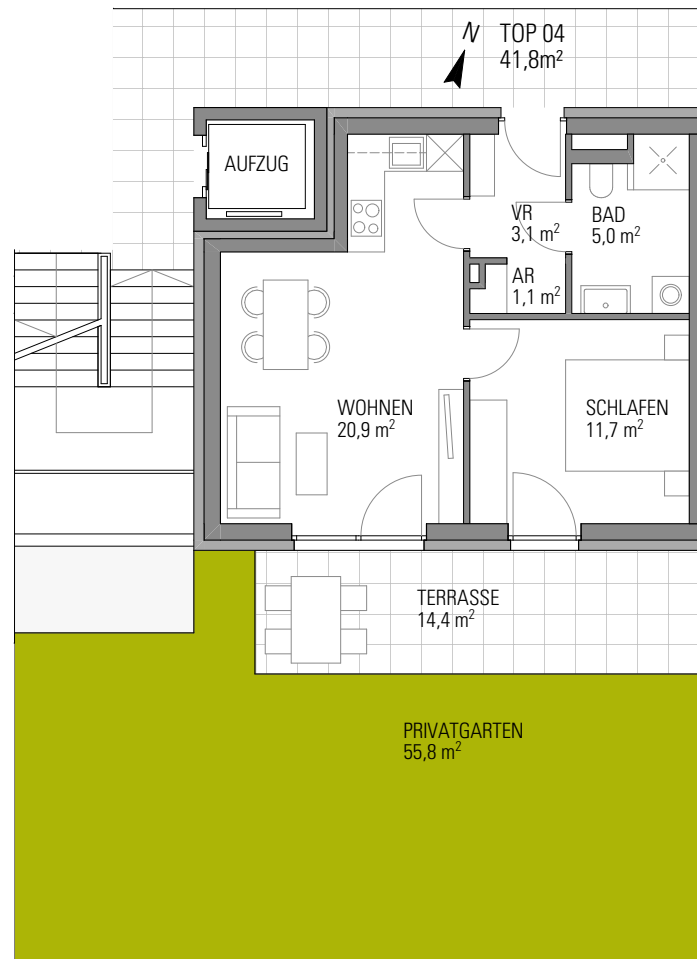 N
TOP 04
41,8m²
AUFZUG
VR
3,1 m²
BAD
5,0 m²
AR
1,1 m²
WOHNEN
20,9 m²
SCHLAFEN
11,7 m²
TERRASSE
14,4 m²
PRIVATGARTEN
55,8 m²